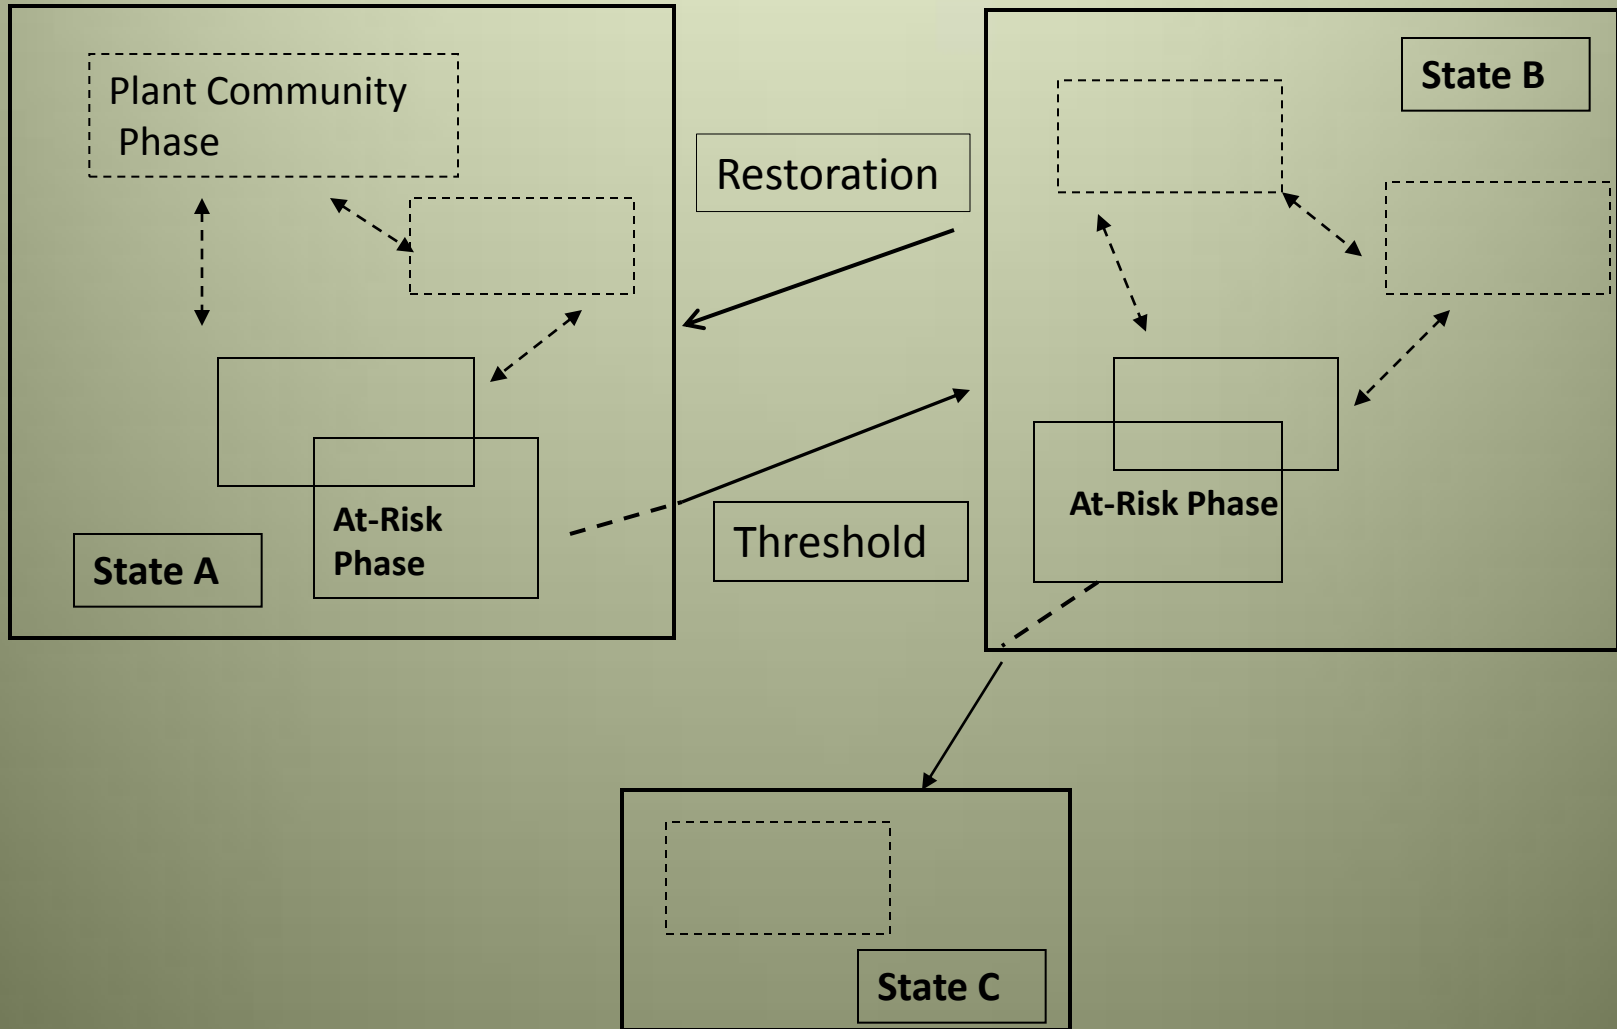 Plant Community
Phase
State B
Restoration
At-Risk Phase
At-Risk
Phase
Threshold
State A
State C